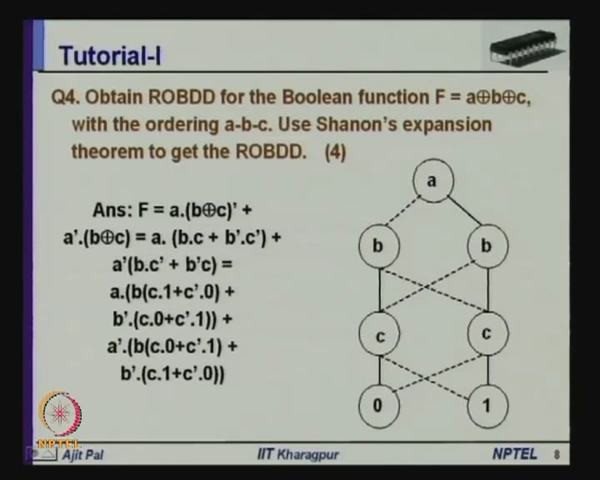 Tutorial-I
Q4. Obtain ROBDD for the Boolean function F = a⊕b⊕c,
with the ordering a-b-c. Use Shanon's expansion
theorem to get the ROBDD. (4)
Ans: F = a.(b⊕c)' +
a'.(b⊕c) = a. (b.c + b'.c') +
a'(b.c' + b'c) =
a.(b(c.1+c'.0) +
b'.(c.0+c'.1)) +
a'.(b(c.0+c'.1) +
b'.(c.1+c'.0))
a
b b
c c
0 1
NPTEL
Ajit Pal IIT Kharagpur NPTEL 8